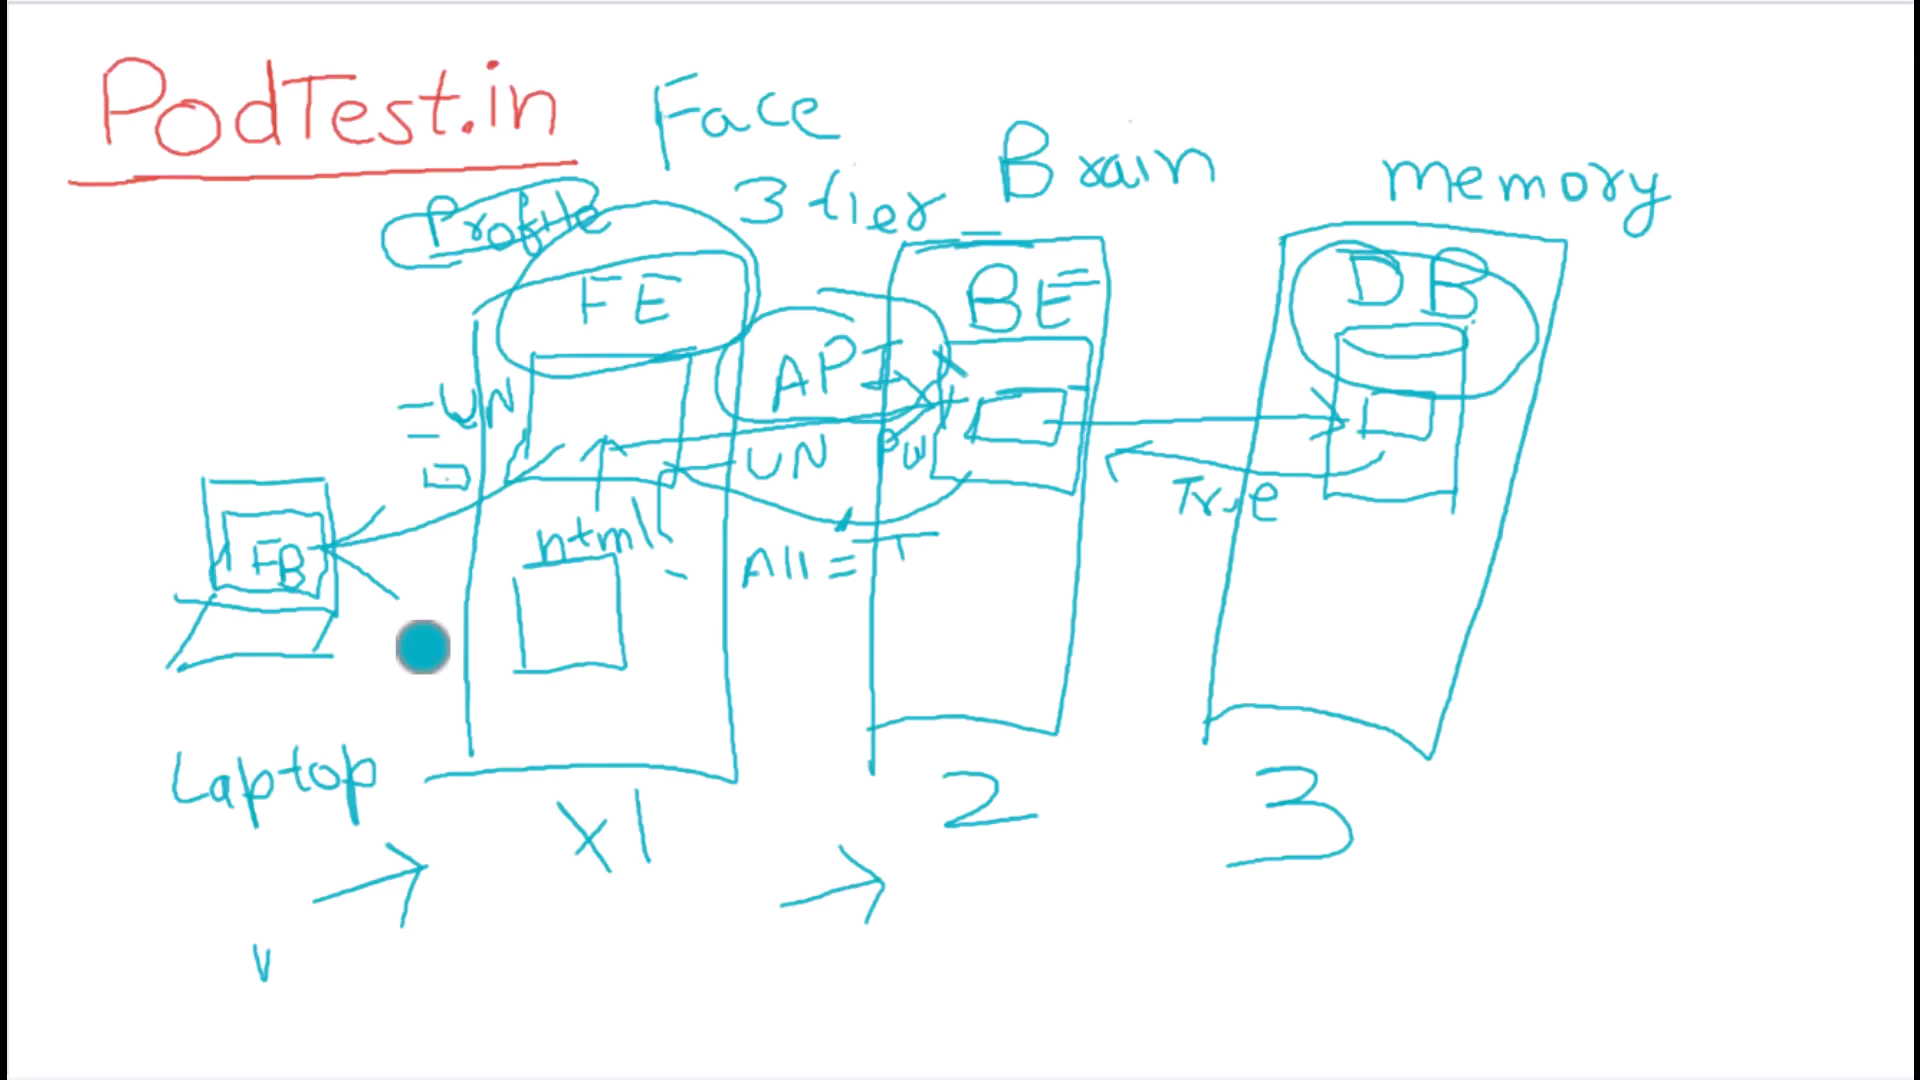 PodTest.in
Face
Brain
memory
3 tier
Profile
FE
BE
DB
API
UN
UN
PW
True
FB
html
All =
Laptop
X1
2
3